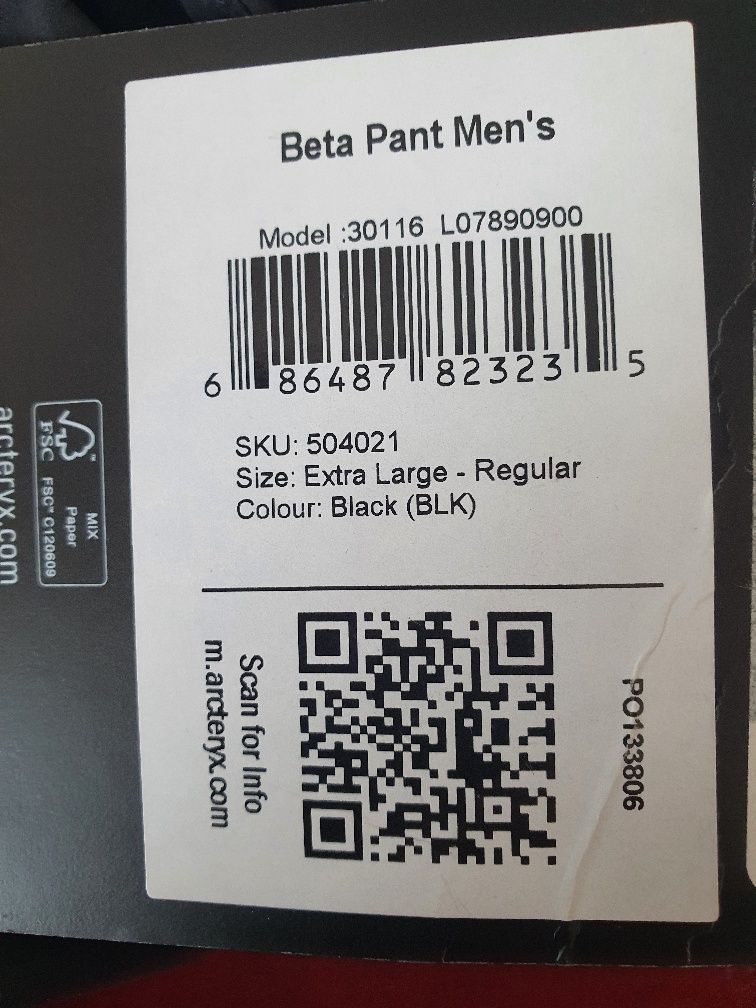 Beta Pant Men's
Model :30116 L07890900
6 86487 82323 5
SKU: 504021
Size: Extra Large - Regular
Colour: Black (BLK)
Scan for Info
m.arcteryx.com
PO133806
arcteryx.com
FSC™
MIX
Paper
FSC® C120609